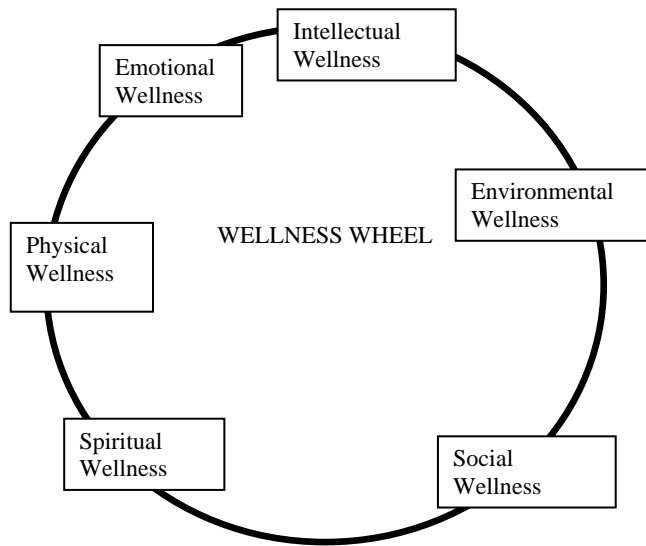 Intellectual
Wellness
Emotional
Wellness
Environmental
Wellness
Physical
Wellness
WELLNESS WHEEL
Spiritual
Wellness
Social
Wellness